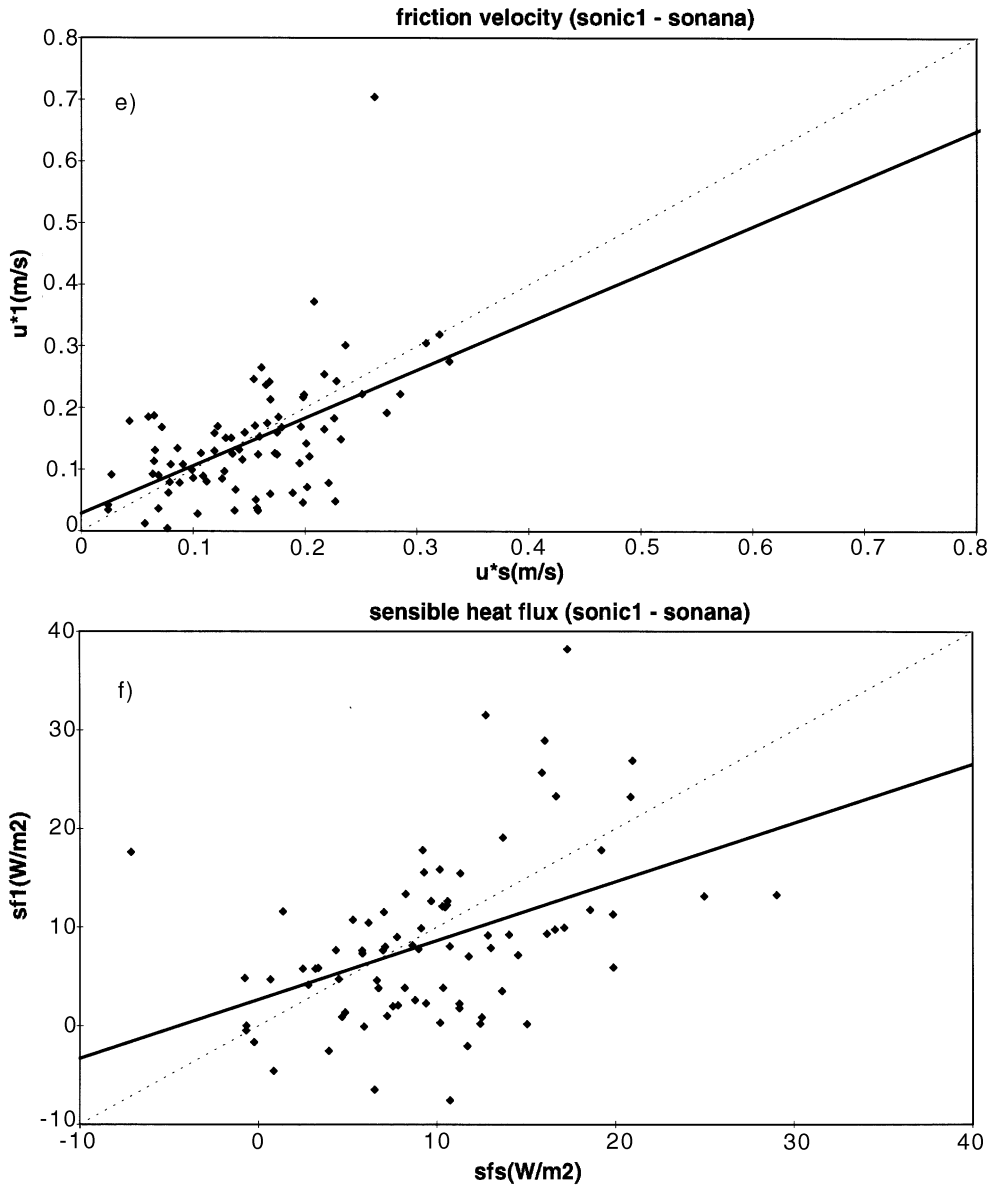 friction velocity (sonic1 - sonana)
0.8
e)
0.7
0.6
0.5
0.4
0.3
0.2
0.1
0
u*1(m/s)
0 0.1 0.2 0.3 0.4 0.5 0.6 0.7 0.8
u*s(m/s)
sensible heat flux (sonic1 - sonana)
40
f)
30
20
10
0
-10
sf1(W/m2)
-10 0 10 20 30 40
sfs(W/m2)